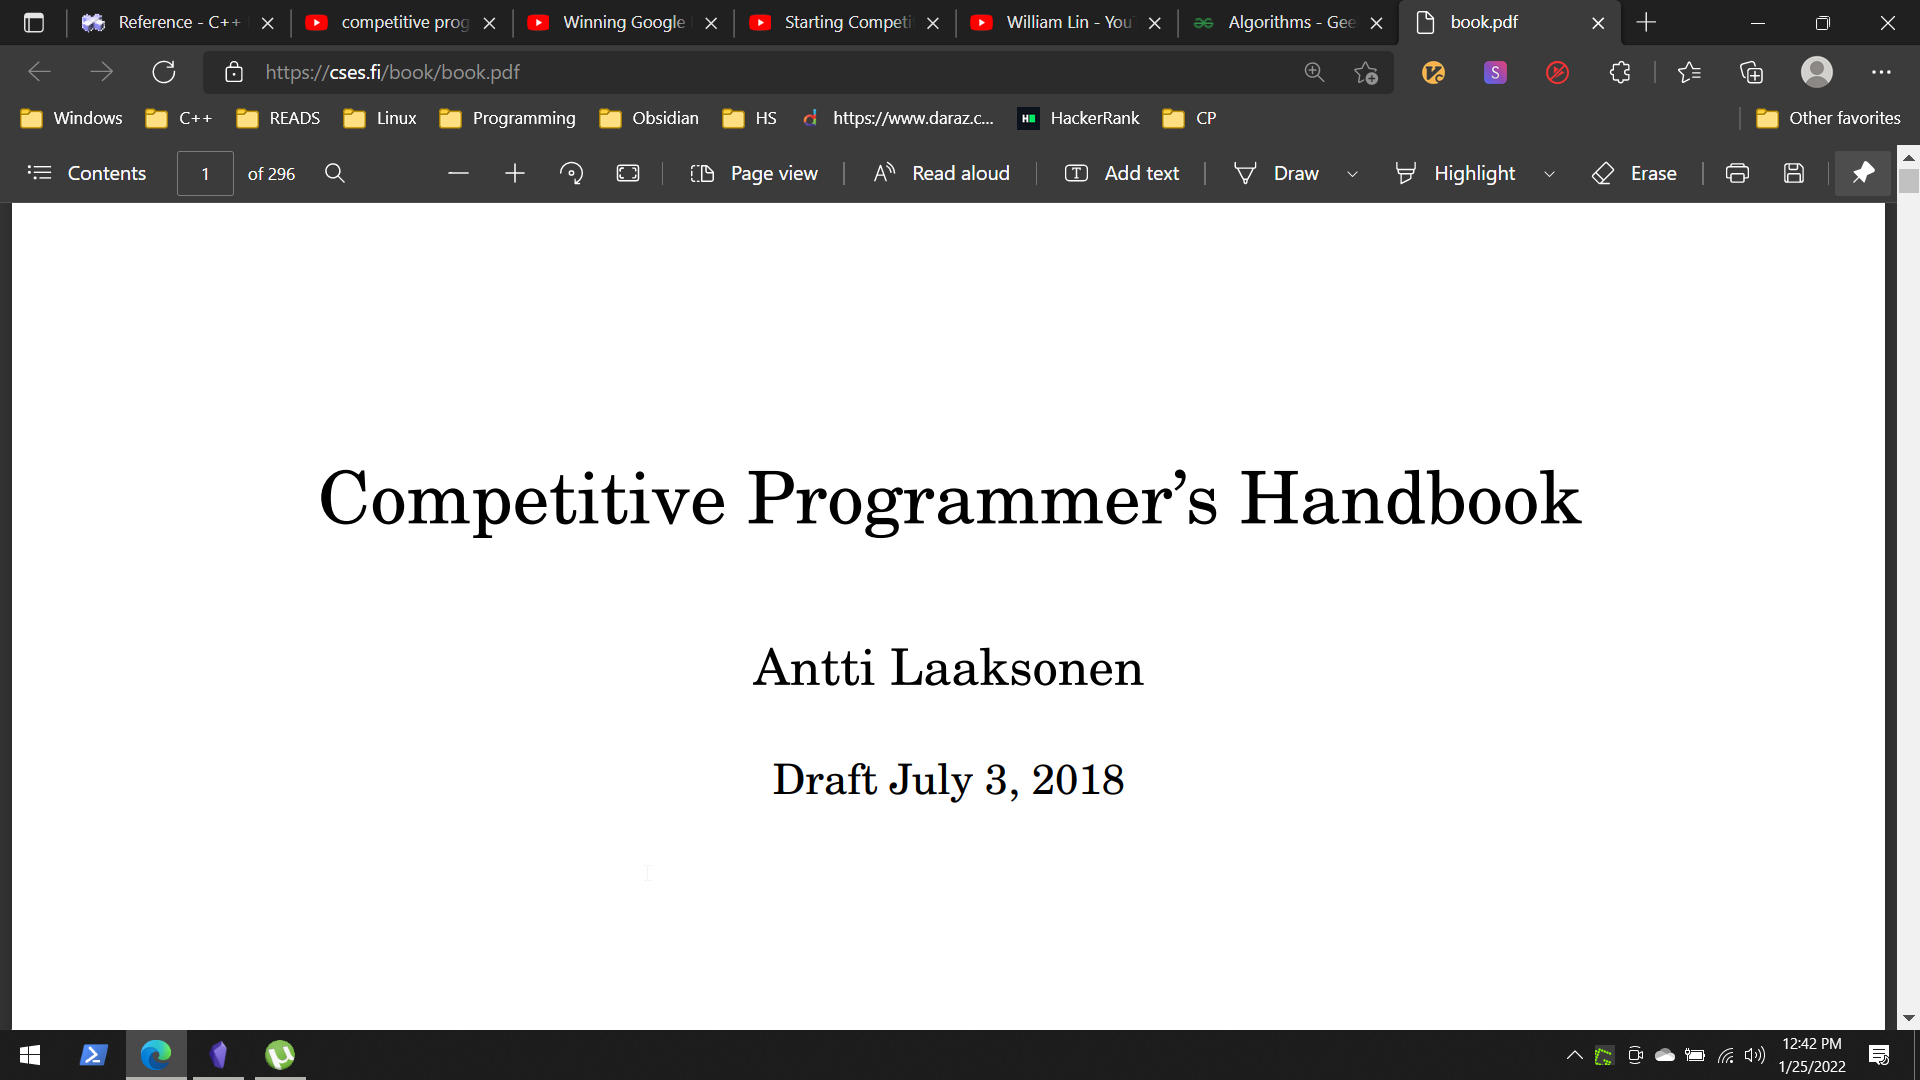 Reference - C++
competitive prog
Winning Google
Starting Competi
William Lin - You
Algorithms - Gee
book.pdf
https://cses.fi/book/book.pdf
S
Windows
C++
READS
Linux
Programming
Obsidian
HS
https://www.daraz.c...
HackerRank
CP
Other favorites
Contents
1
of 296
Page view
Read aloud
Add text
Draw
Highlight
Erase
Competitive Programmer’s Handbook
Antti Laaksonen
Draft July 3, 2018
12:42 PM
1/25/2022